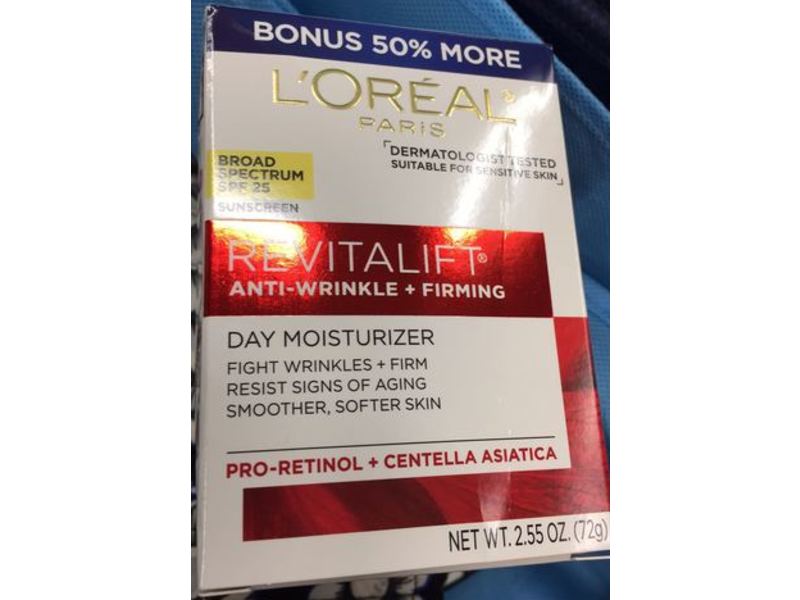 BONUS 50% MORE
L'ORÉAL®
PARIS
DERMATOLOGIST TESTED
SUITABLE FOR SENSITIVE SKIN
BROAD
SPECTRUM
SPF 25
SUNSCREEN
REVITALIFT®
ANTI-WRINKLE + FIRMING
DAY MOISTURIZER
FIGHT WRINKLES + FIRM
RESIST SIGNS OF AGING
SMOOTHER, SOFTER SKIN
PRO-RETINOL + CENTELLA ASIATICA
NET WT. 2.55 OZ. (72g)